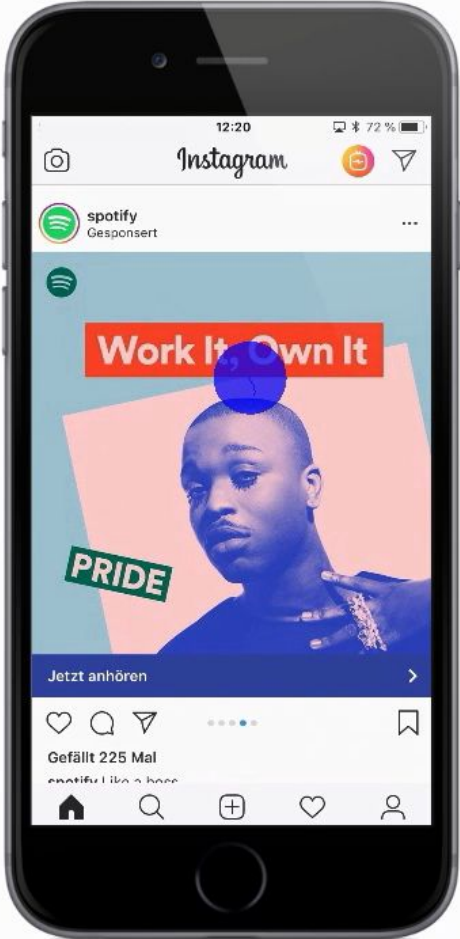 12:20
72 %
Instagram
spotify
Gesponsert
Work It, Own It
PRIDE
Jetzt anhören
Gefällt 225 Mal
spotify Like a boss